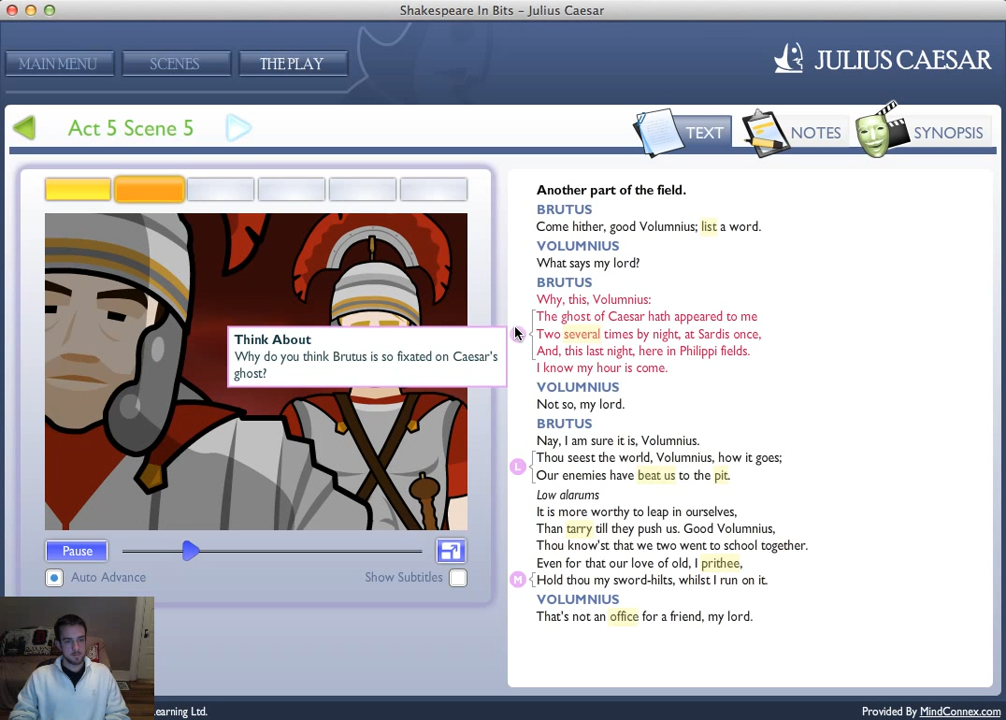 Shakespeare In Bits - Julius Caesar
MAIN MENU
SCENES
THE PLAY
JULIUS CAESAR
Act 5 Scene 5
TEXT
NOTES
SYNOPSIS
Think About
Why do you think Brutus is so fixated on Caesar's
ghost?
Pause
Auto Advance
Show Subtitles
Another part of the field.
BRUTUS
Come hither, good Volumnius; list a word.
VOLUMNIUS
What says my lord?
BRUTUS
Why, this, Volumnius:
The ghost of Caesar hath appeared to me
Two several times by night, at Sardis once,
And, this last night, here in Philippi fields.
I know my hour is come.
VOLUMNIUS
Not so, my lord.
BRUTUS
Nay, I am sure it is, Volumnius.
Thou seest the world, Volumnius, how it goes;
L
Our enemies have beat us to the pit.
Low alarums
It is more worthy to leap in ourselves,
Than tarry till they push us. Good Volumnius,
Thou know'st that we two went to school together.
Even for that our love of old, I prithee,
M
Hold thou my sword-hilts, whilst I run on it.
VOLUMNIUS
That's not an office for a friend, my lord.
earning Ltd.
Provided By MindConnex.com